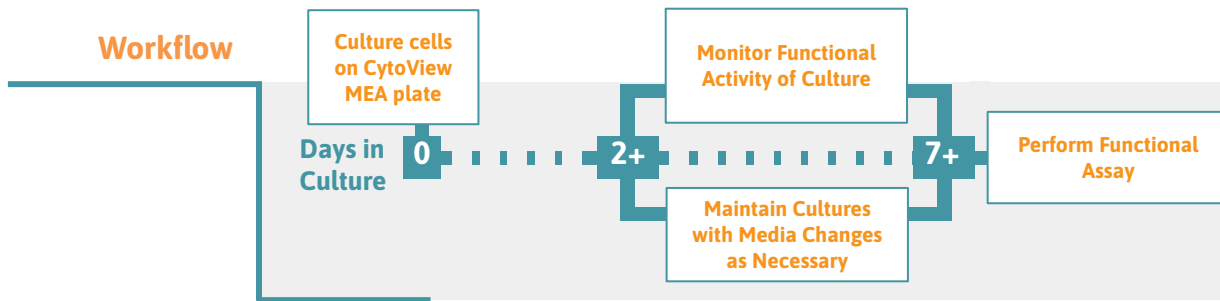 Workflow
Culture cells
on CytoView
MEA plate
Monitor Functional
Activity of Culture
Days in
Culture
0
2+
7+
Perform Functional
Assay
Maintain Cultures
with Media Changes
as Necessary